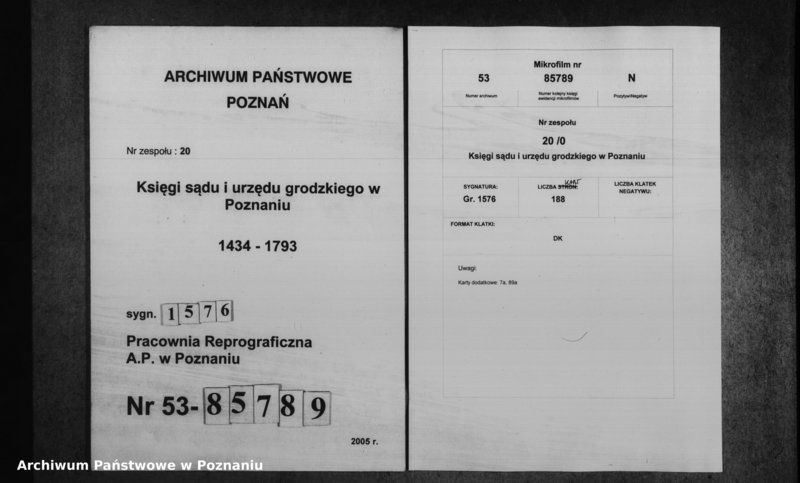 ARCHIWUM PAŃSTWOWE
POZNAŃ
Nr zespołu : 20
Księgi sądu i urzędu grodzkiego w
Poznaniu
1434 - 1793
sygn. 1576
Pracownia Reprograficzna
A.P. w Poznaniu
Nr 53-85789
2005 r.
Mikrofilm nr
53 85789 N
Numer archiwum Numer kolejny księgi Pozytyw/Negatyw
ewidencji mikrofilmów
Nr zespołu
20 /0
Księgi sądu i urzędu grodzkiego w Poznaniu
kart
SYGNATURA: LICZBA STRON: LICZBA KLATEK
NEGATYWU:
Gr. 1576 188
FORMAT KLATKI:
DK
Uwagi:
Karty dodatkowe: 7a, 89a
Archiwum Państwowe w Poznaniu